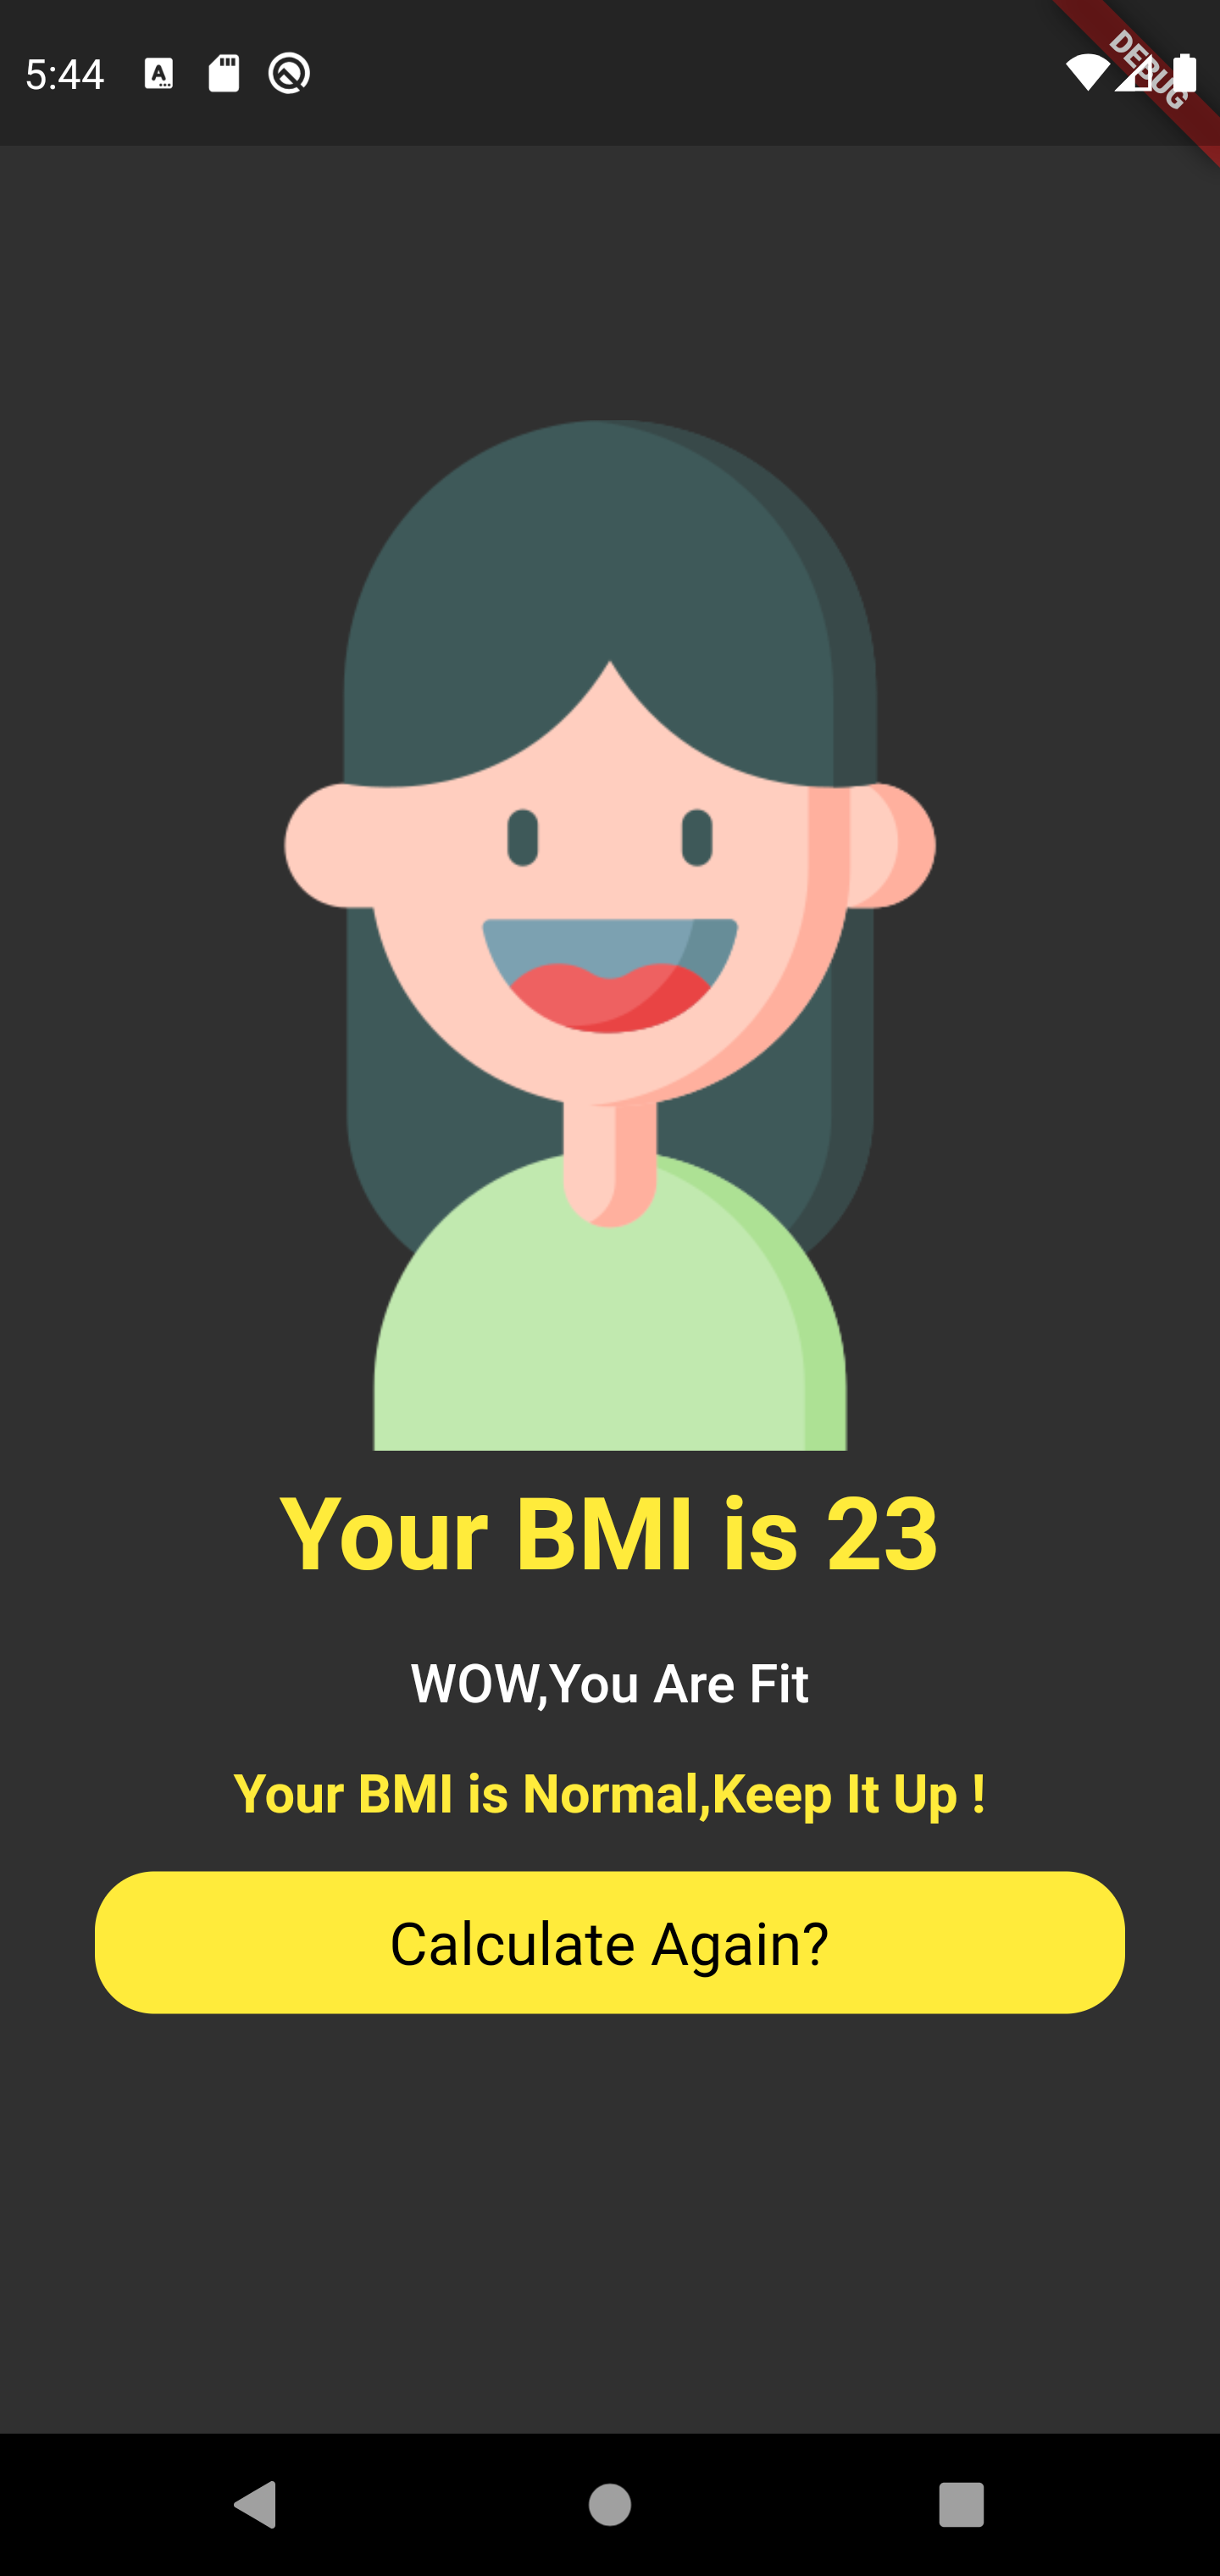 5:44
DEBUG
Your BMI is 23
WOW,You Are Fit
Your BMI is Normal,Keep It Up !
Calculate Again?